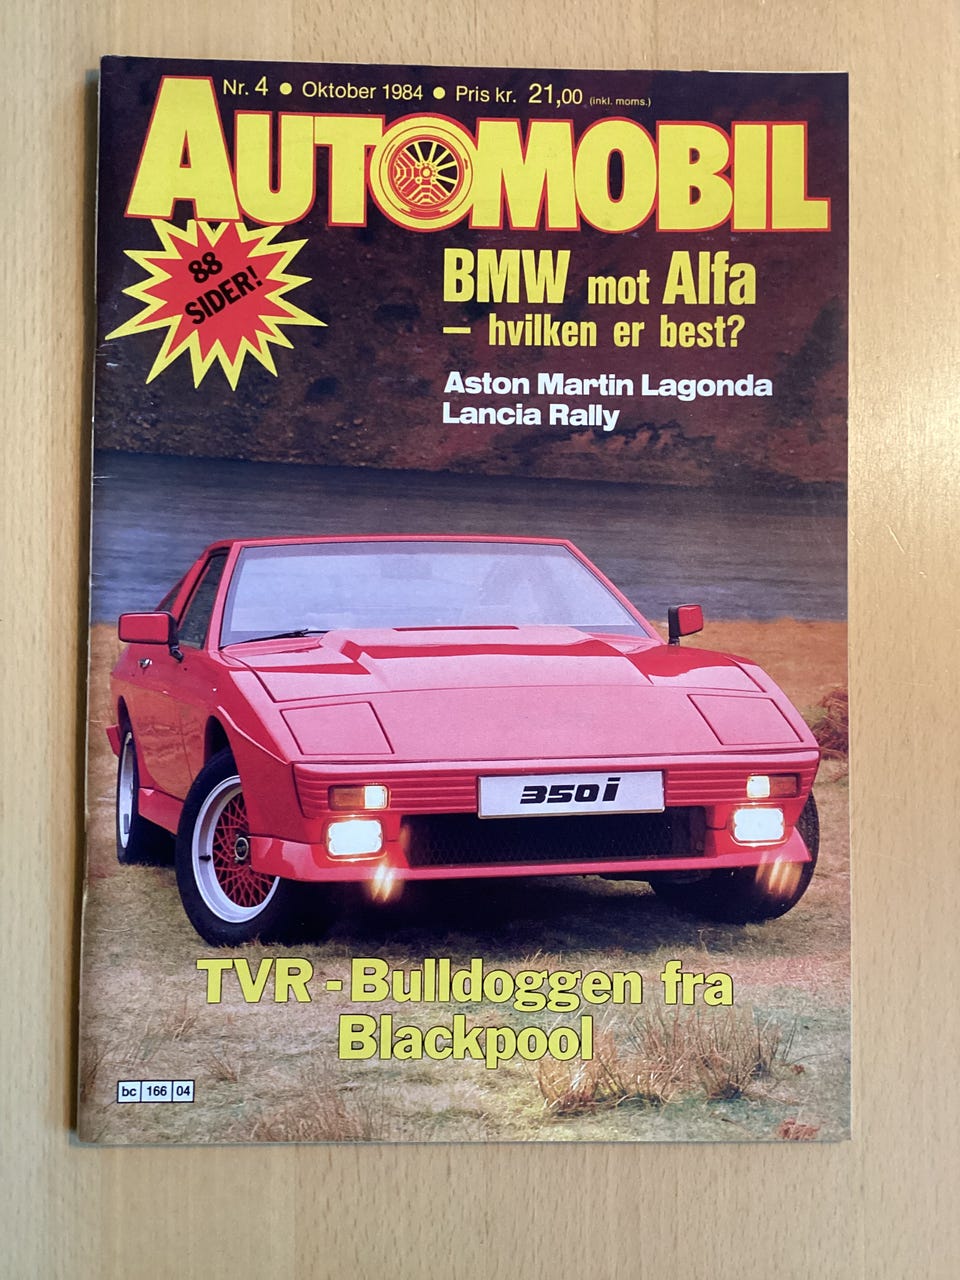 Nr. 4 ● Oktober 1984 ● Pris kr. 21,00 (inkl. moms.)
AUTOMOBIL
88
SIDER!
BMW mot Alfa
– hvilken er best?
Aston Martin Lagonda
Lancia Rally
350i
TVR - Bulldoggen fra
Blackpool
bc 166 04